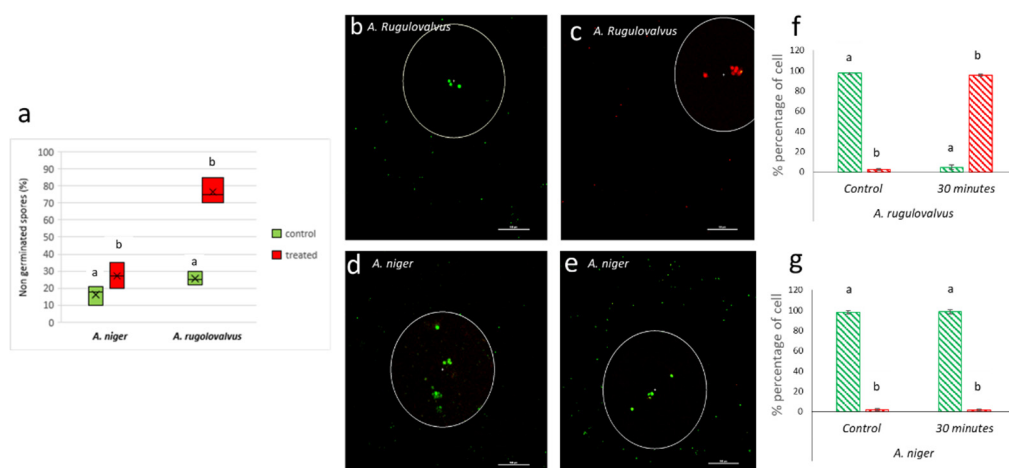 a
Non germinated spores (%)
100
90
80
70
60
50
40
30
20
10
0
a
b
a
b
A. niger
A. rugolovalvus
control
treated
b
A. Rugulovalvus
c
A. Rugulovalvus
d
A. niger
e
A. niger
f
% percentage of cell
120
100
80
60
40
20
0
a
b
a
b
Control
30 minutes
A. rugulovalvus
g
% percentage of cell
120
100
80
60
40
20
0
a
b
a
b
Control
30 minutes
A. niger